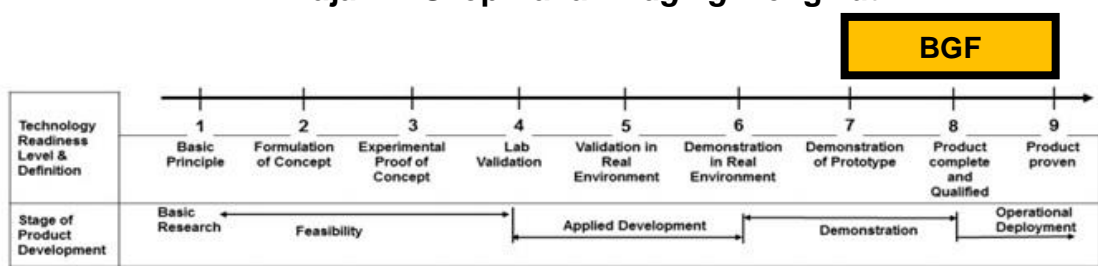 BGF
1 2 3 4 5 6 7 8 9
Technology
Readiness
Level &
Definition
Basic
Principle
Formulation
of Concept
Experimental
Proof of
Concept
Lab
Validation
Validation in
Real
Environment
Demonstration
in Real
Environment
Demonstration
of Prototype
Product
complete
and
Qualified
Product
proven
Stage of
Product
Development
Basic
Research
Feasibility
Applied Development
Demonstration
Operational
Deployment